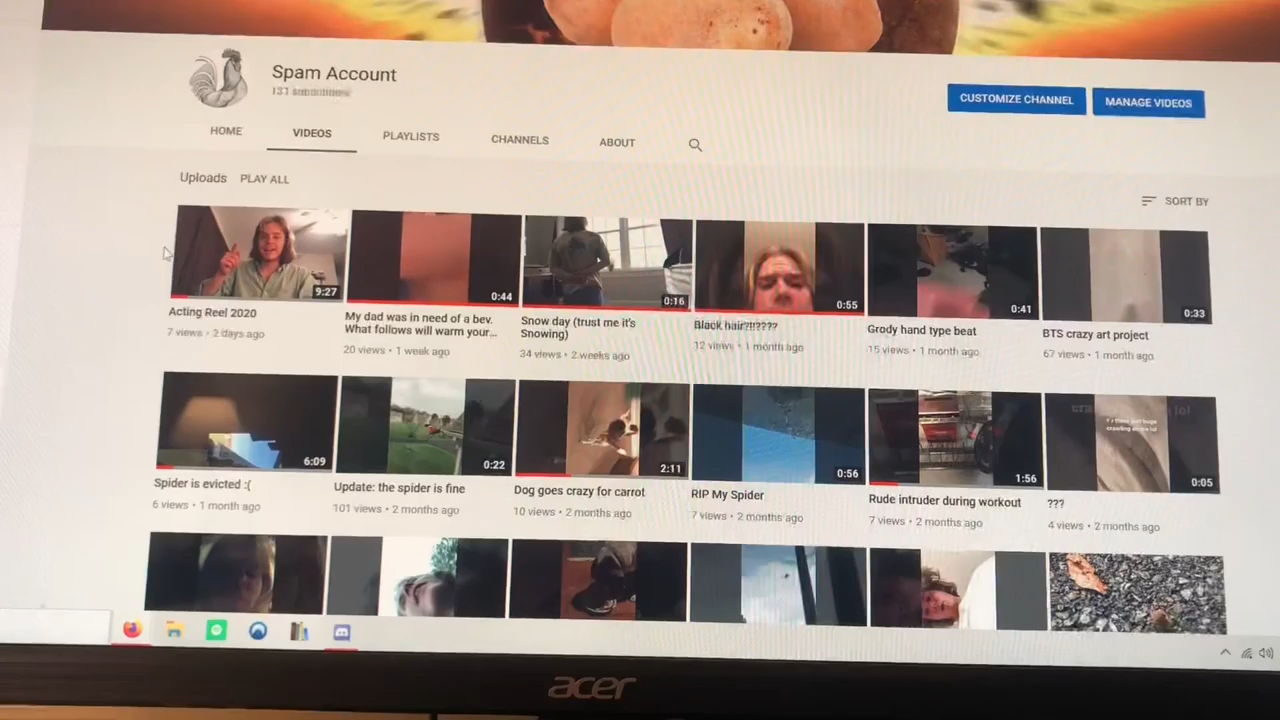 Spam Account
CUSTOMIZE CHANNEL
MANAGE VIDEOS
HOME
VIDEOS
PLAYLISTS
CHANNELS
ABOUT
Uploads PLAY ALL
SORT BY
9:27
0:44
0:16
0:55
0:41
0:33
Acting Reel 2020
7 views • 2 days ago
My dad was in need of a bev.
What follows will warm your...
20 views • 1 week ago
Snow day (trust me it's
Snowing)
34 views • 2 weeks ago
Black hair?!!????
12 views • 1 month ago
Grody hand type beat
15 views • 1 month ago
BTS crazy art project
67 views • 1 month ago
6:09
0:22
2:11
0:56
1:56
0:05
Spider is evicted :(
6 views • 1 month ago
Update: the spider is fine
101 views • 2 months ago
Dog goes crazy for carrot
10 views • 2 months ago
RIP My Spider
7 views • 2 months ago
Rude intruder during workout
7 views • 2 months ago
???
4 views • 2 months ago
acer